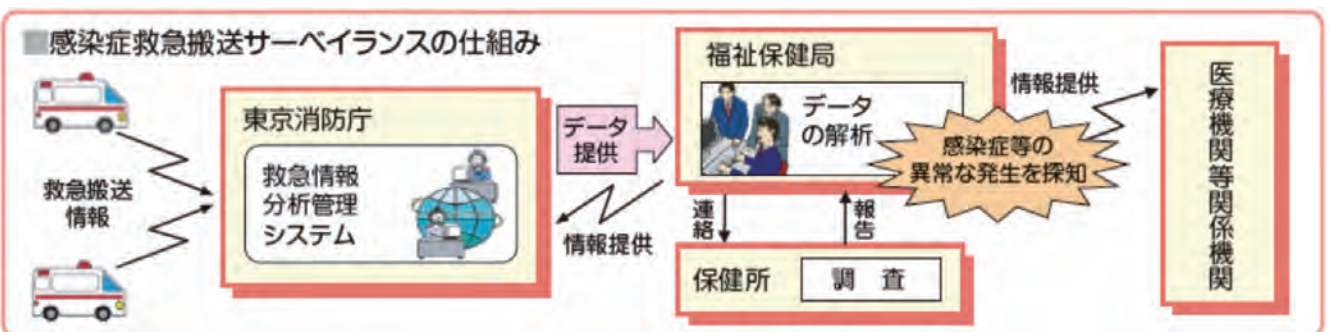 ■感染症救急搬送サーベイランスの仕組み
救急搬送
情報
東京消防庁
救急情報
分析管理
システム
データ
提供
情報提供
福祉保健局
データ
の解析
感染症等の
異常な発生を探知
連絡
報告
保健所
調 査
情報提供
医療機関等関係機関